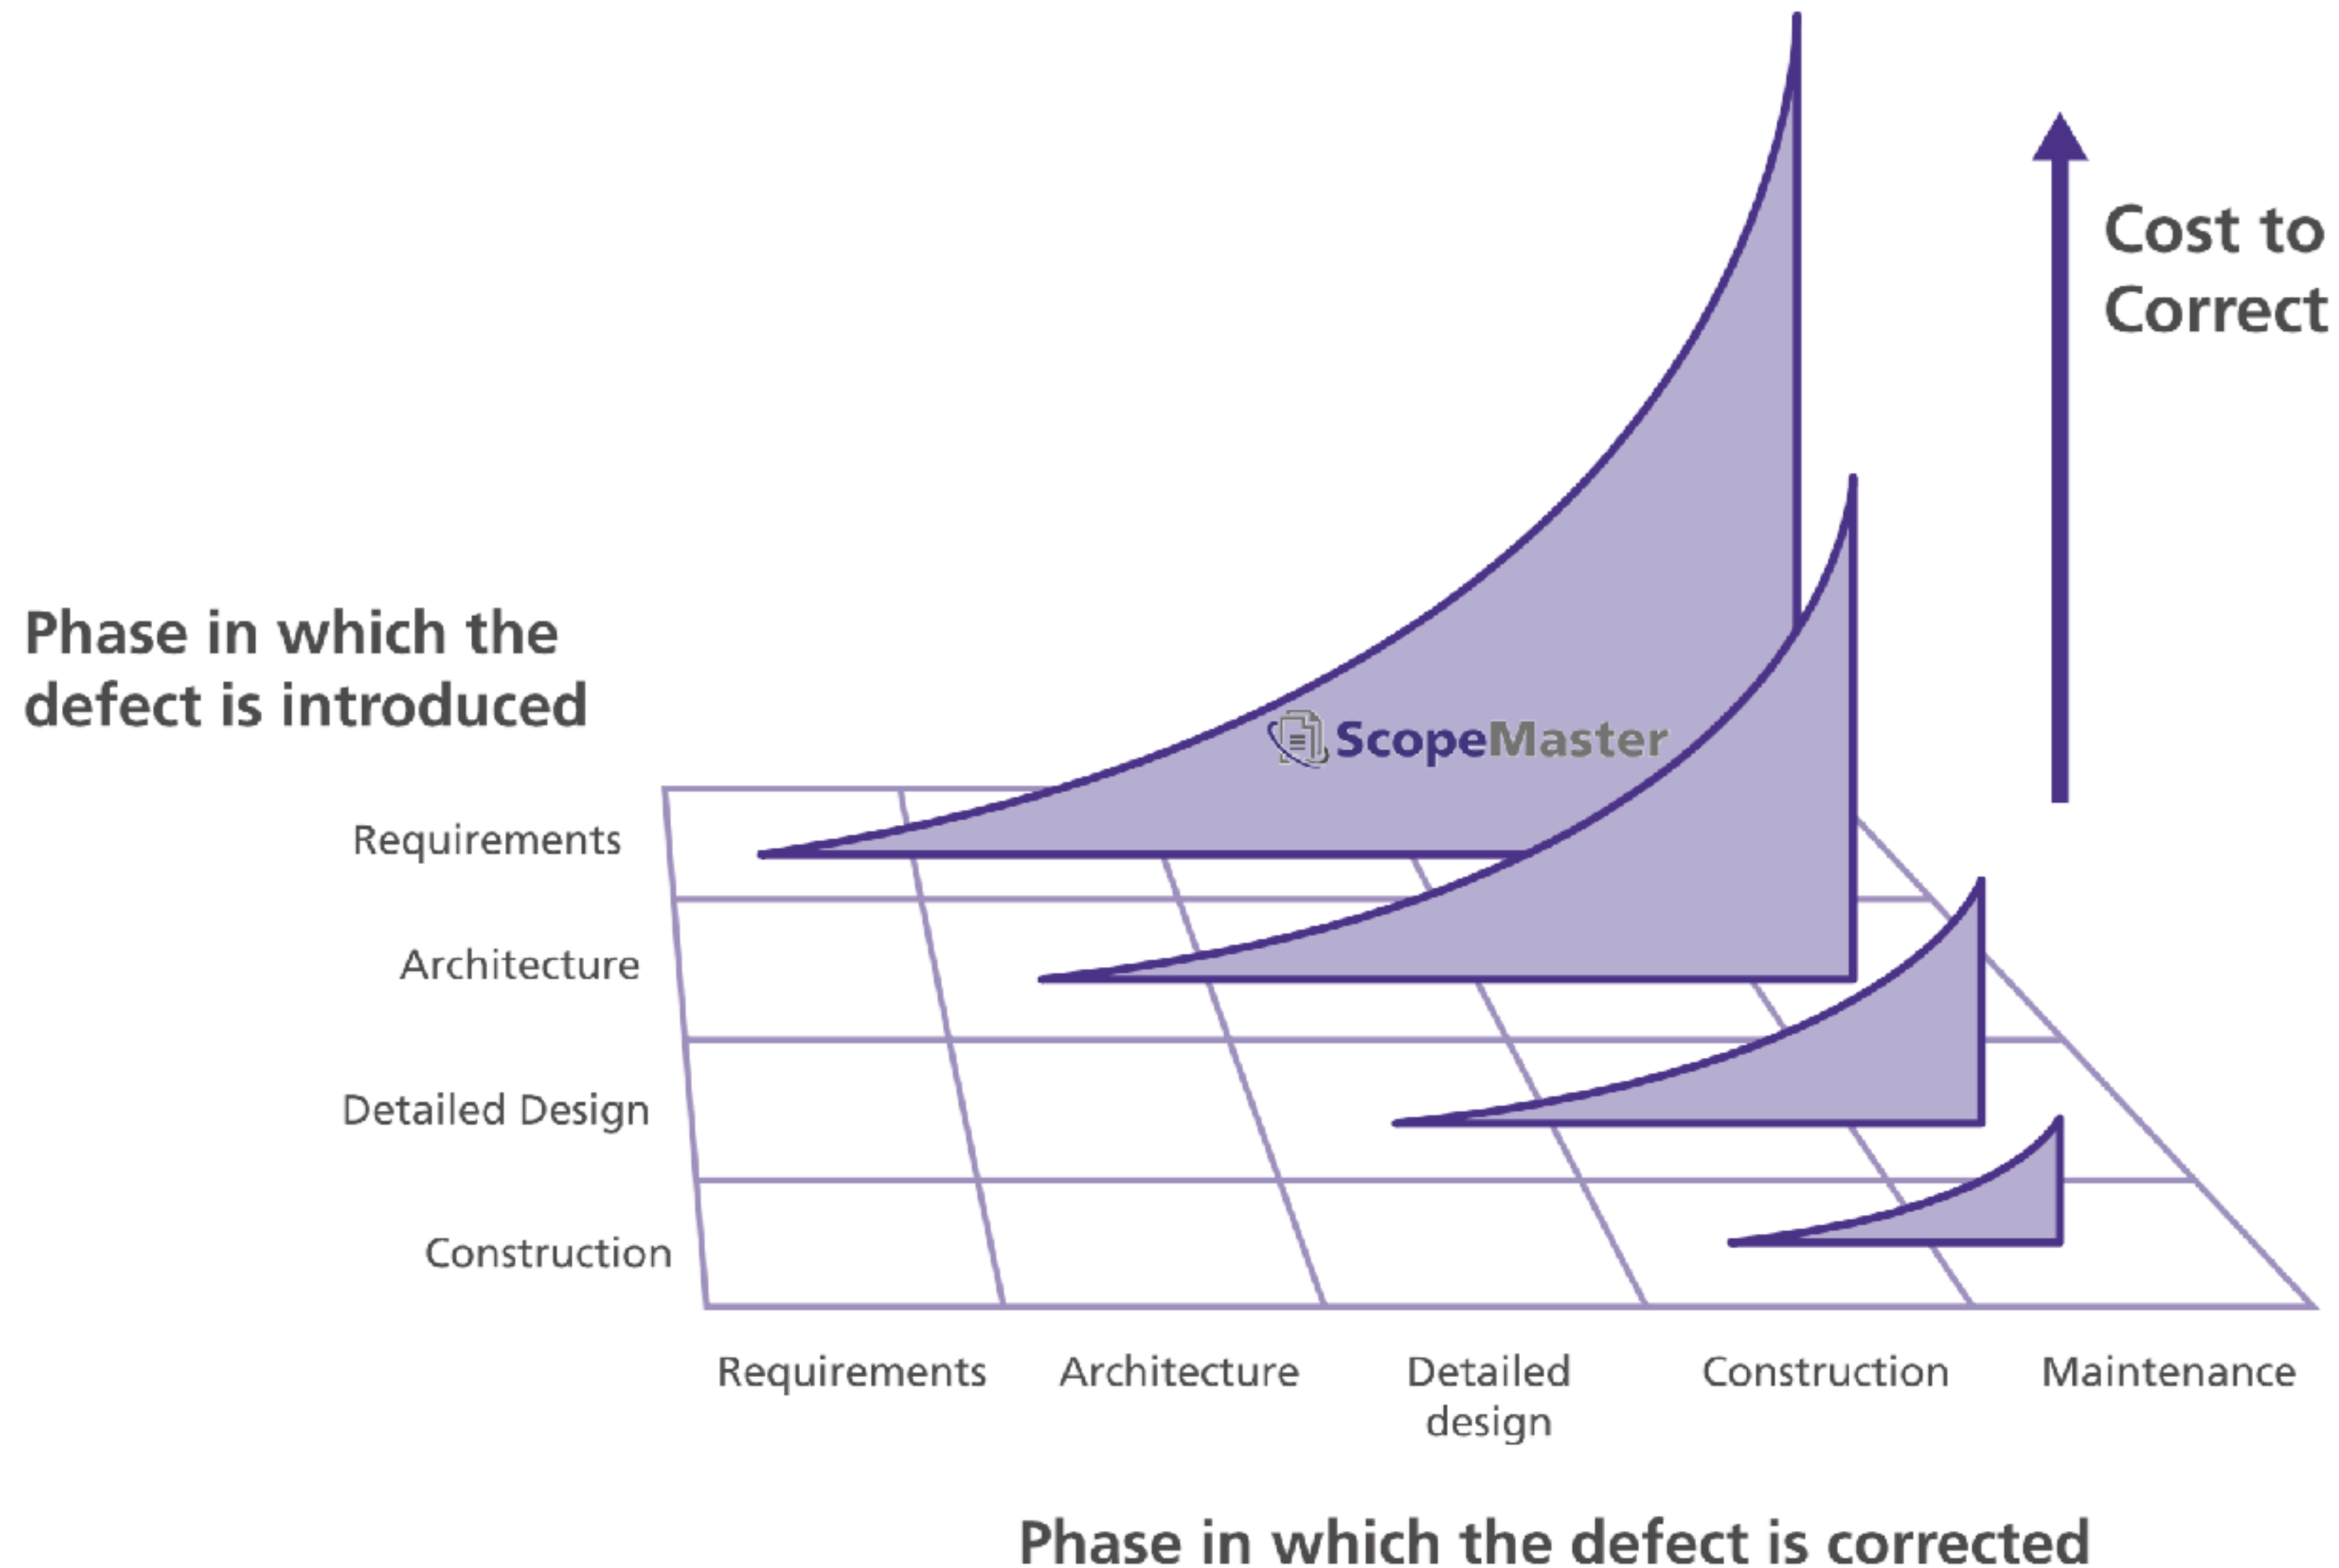 Cost to
Correct
Phase in which the
defect is introduced
ScopeMaster
Requirements
Architecture
Detailed Design
Construction
Requirements
Architecture
Detailed
design
Construction
Maintenance
Phase in which the defect is corrected